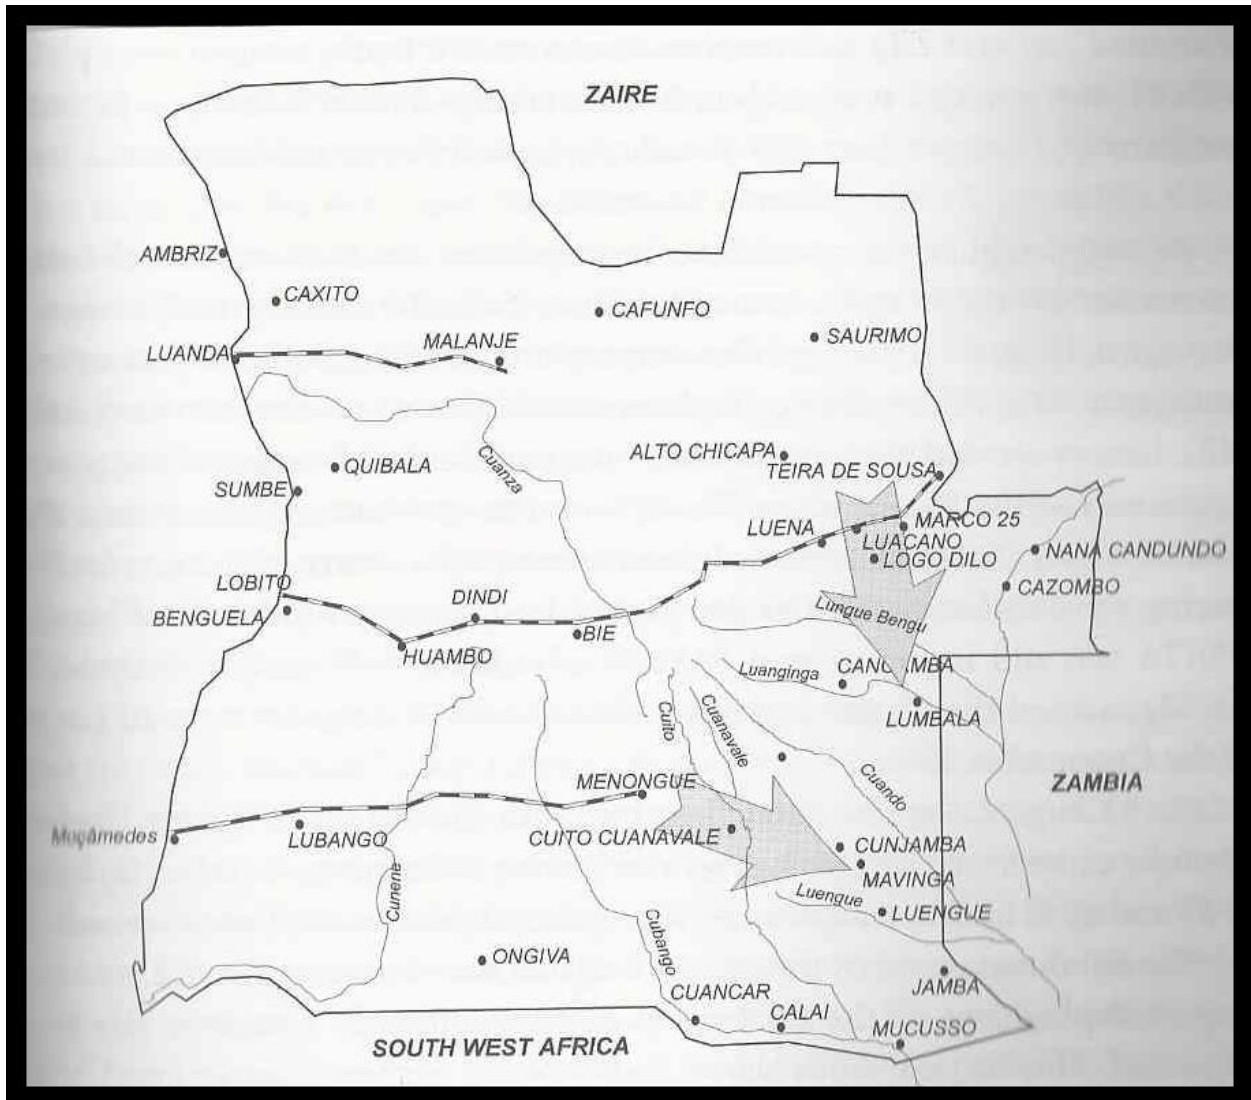 ZAIRE
AMBRIZ
CAXITO
CAFUNFO
SAURIMO
LUANDA
MALANJE
Cuanza
QUIBALA
SUMBE
ALTO CHICAPA
TEIRA DE SOUSA
MARCO 25
LUENA
LUACANO
LOGO DILO
NANA CANDUNDO
CAZOMBO
LOBITO
BENGUELA
DINDI
BIE
HUAMBO
Lungue Bengu
Luanginga
CANGAMBA
LUMBALA
Cuito
Cuanavale
Cuando
ZAMBIA
MENONGUE
Moçâmedes
LUBANGO
CUITO CUANAVALE
CUNJAMBA
MAVINGA
Luengue
LUENGUE
Cunene
Cubango
ONGIVA
CUANCAR
CALAI
JAMBA
MUCUSSO
SOUTH WEST AFRICA